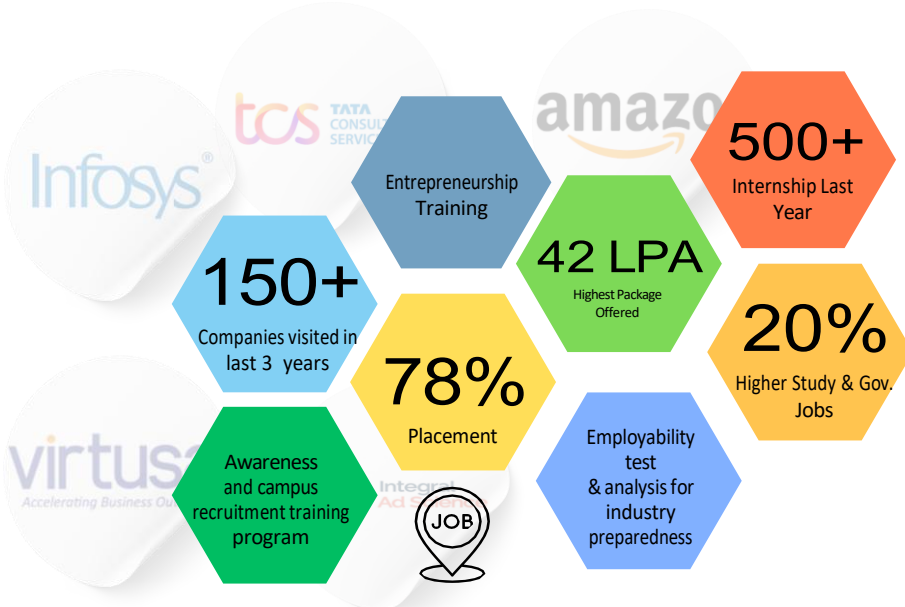 Infosys®
tcs
TATA
CONSULT
SERVIC
amazo
Entrepreneurship
Training
500+
Internship Last
Year
150+
Companies visited in
last 3 years
42 LPA
Highest Package
Offered
78%
Placement
20%
Higher Study & Gov.
Jobs
virtusa
Accelerating Business Ou
Awareness
and campus
recruitment training
program
Integral
Ad Science
JOB
Employability
test
& analysis for
industry
preparedness